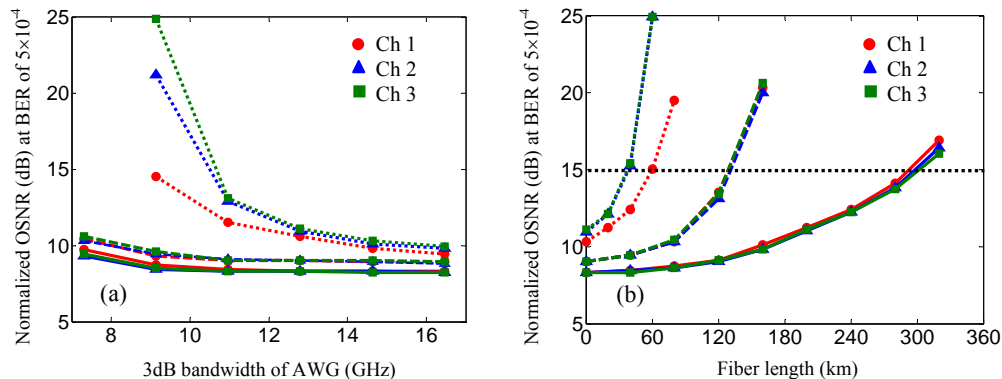 Normalized OSNR (dB) at BER of 5×10⁻⁴
25
20
15
10
5
8
10
12
14
16
3dB bandwidth of AWG (GHz)
(a)
Ch 1
Ch 2
Ch 3
Normalized OSNR (dB) at BER of 5×10⁻⁴
25
20
15
10
5
0
60
120
180
240
300
360
Fiber length (km)
(b)
Ch 1
Ch 2
Ch 3